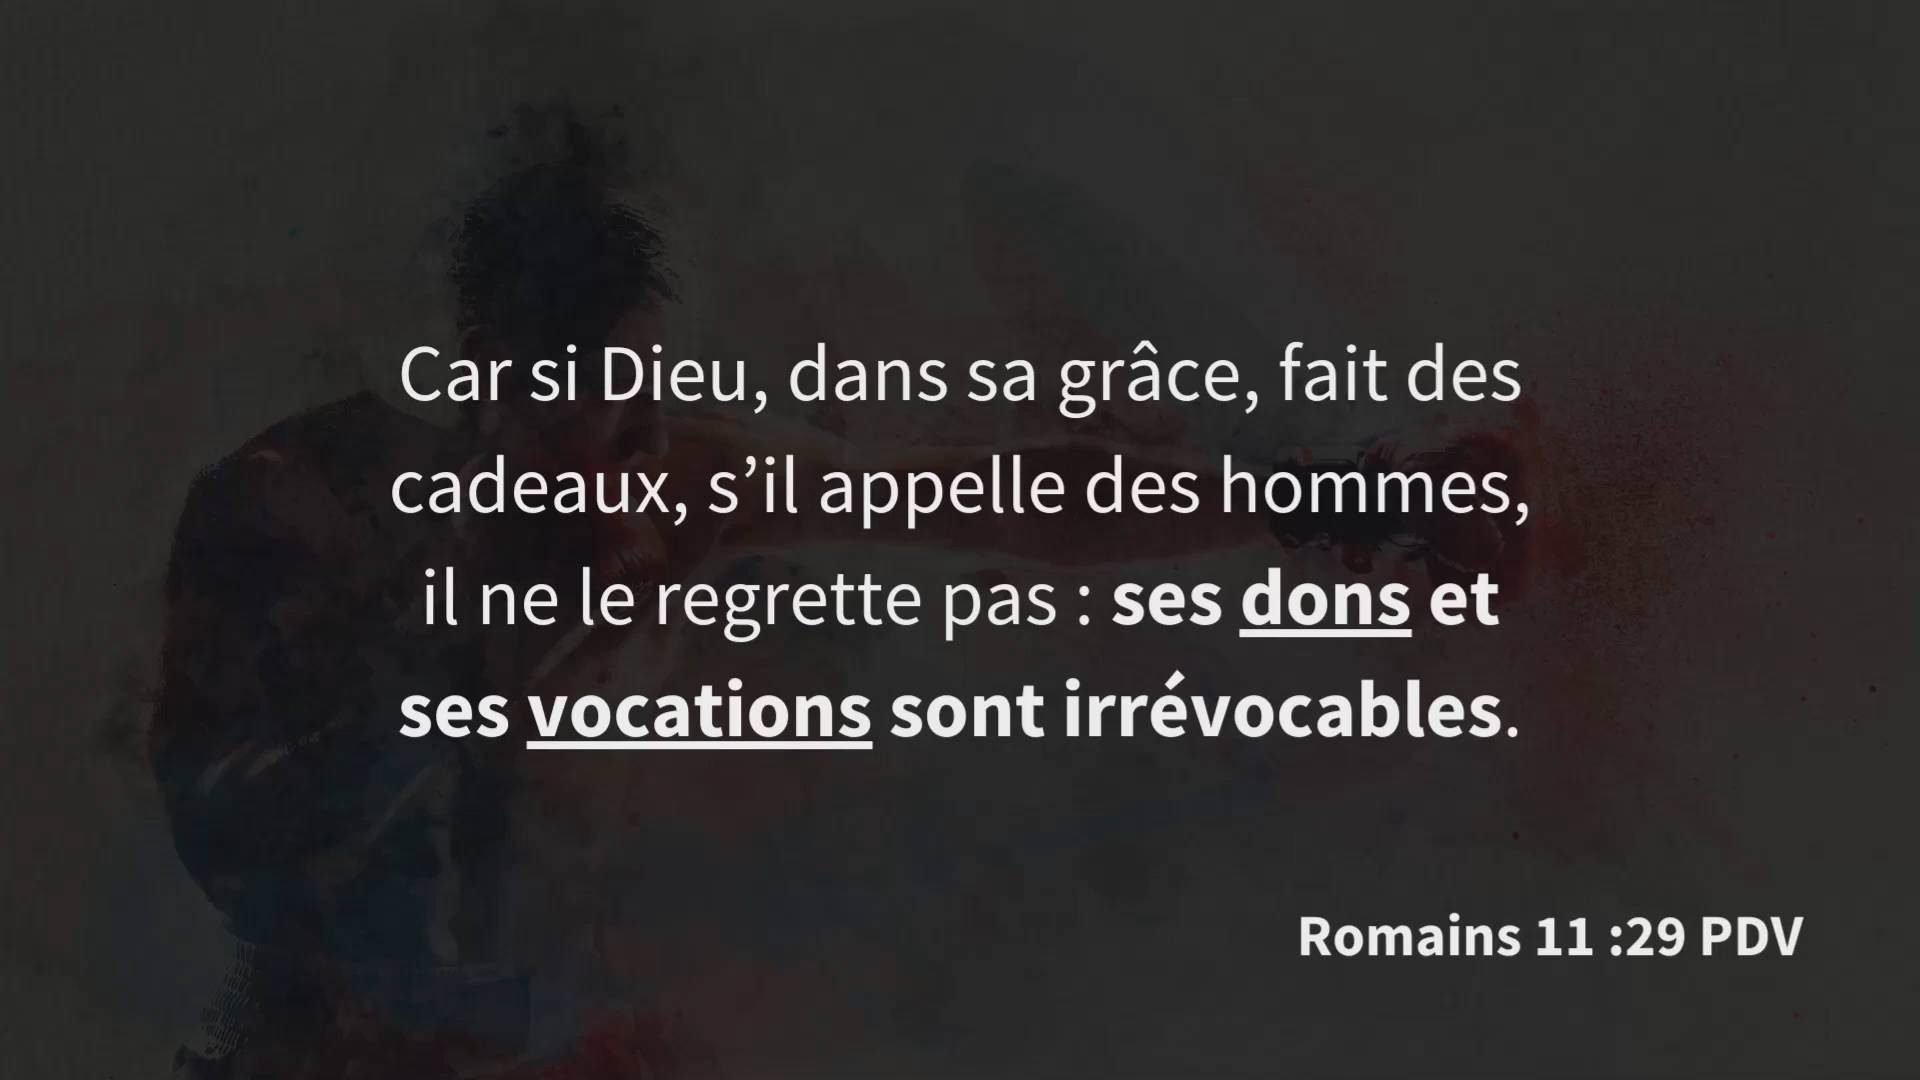 Car si Dieu, dans sa grâce, fait des
cadeaux, s’il appelle des hommes,
il ne le regrette pas : ses dons et
ses vocations sont irrévocables.
Romains 11 :29 PDV